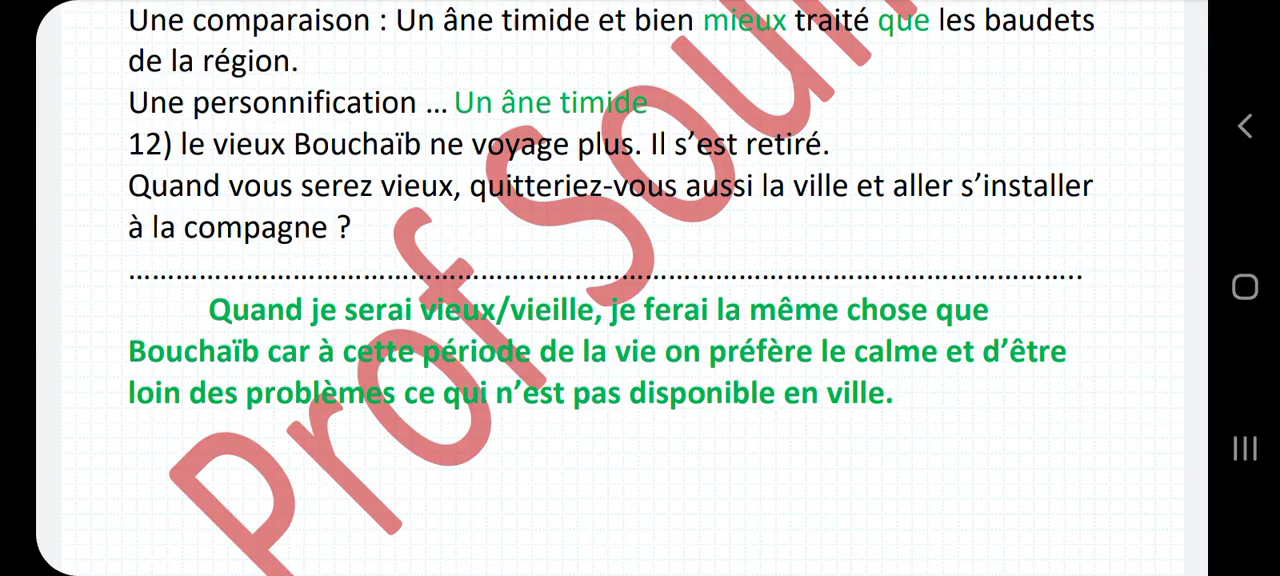 Une comparaison : Un âne timide et bien mieux traité que les baudets
de la région.
Une personnification … Un âne timide
12) le vieux Bouchaïb ne voyage plus. Il s’est retiré.
Quand vous serez vieux, quitteriez-vous aussi la ville et aller s’installer
à la compagne ?
…………………………………………………………………………………………………………..
Quand je serai vieux/vieille, je ferai la même chose que
Bouchaïb car à cette période de la vie on préfère le calme et d’être
loin des problèmes ce qui n’est pas disponible en ville.
Prof Sou